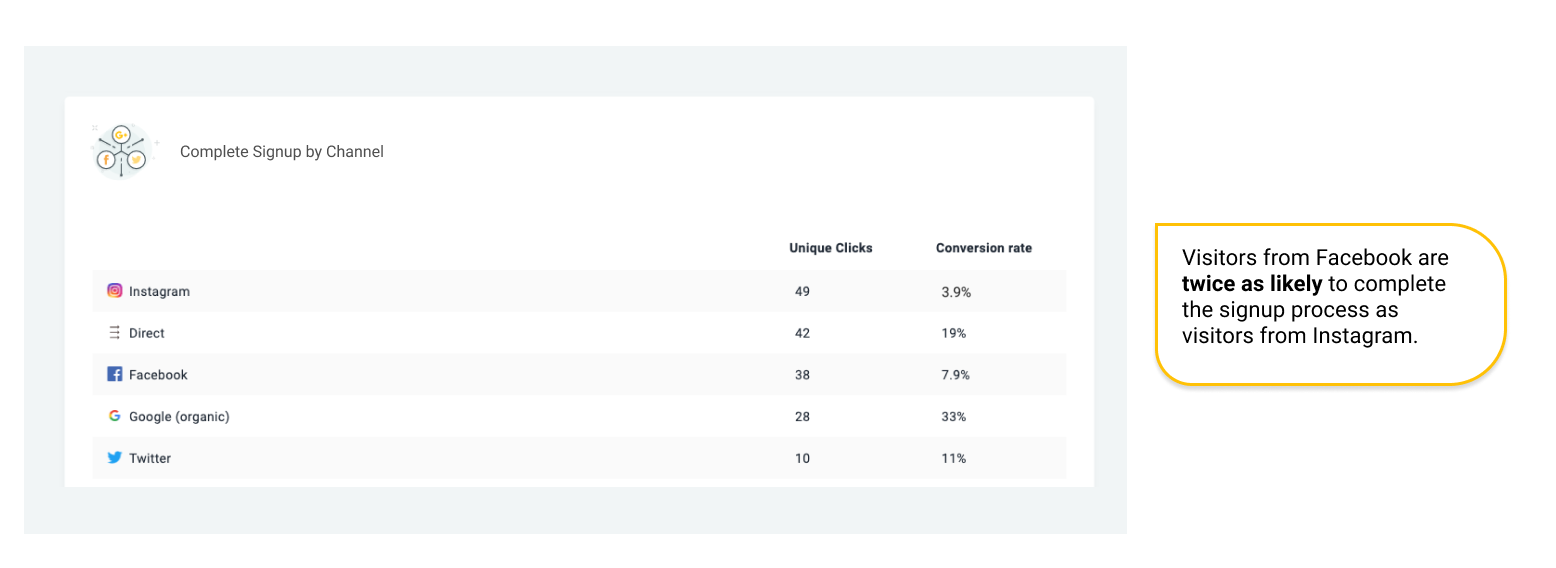 G+
f
Complete Signup by Channel
Unique Clicks Conversion rate
Instagram 49 3.9%
Direct 42 19%
Facebook 38 7.9%
Google (organic) 28 33%
Twitter 10 11%
Visitors from Facebook are
twice as likely to complete
the signup process as
visitors from Instagram.